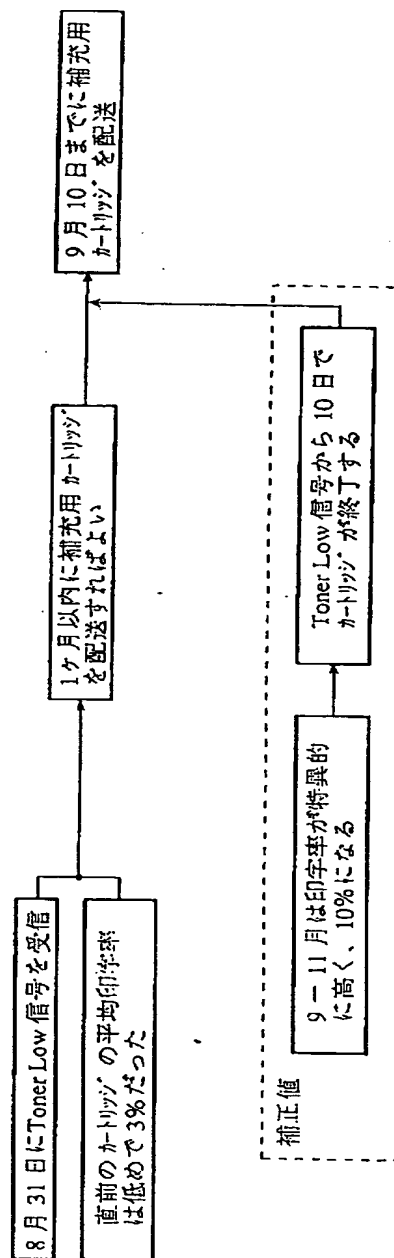 8月31日にToner Low信号を受信
直前のカートリッジの平均印字率
は低めで3%だった
1ケ月以内に補充用カートリッジ
を配送すればよい
9月10日までに補充用
カートリッジを配送
補正値
9−11月は印字率が特異的
に高く、10%になる
Toner Low信号から10日で
カートリッジが終了する